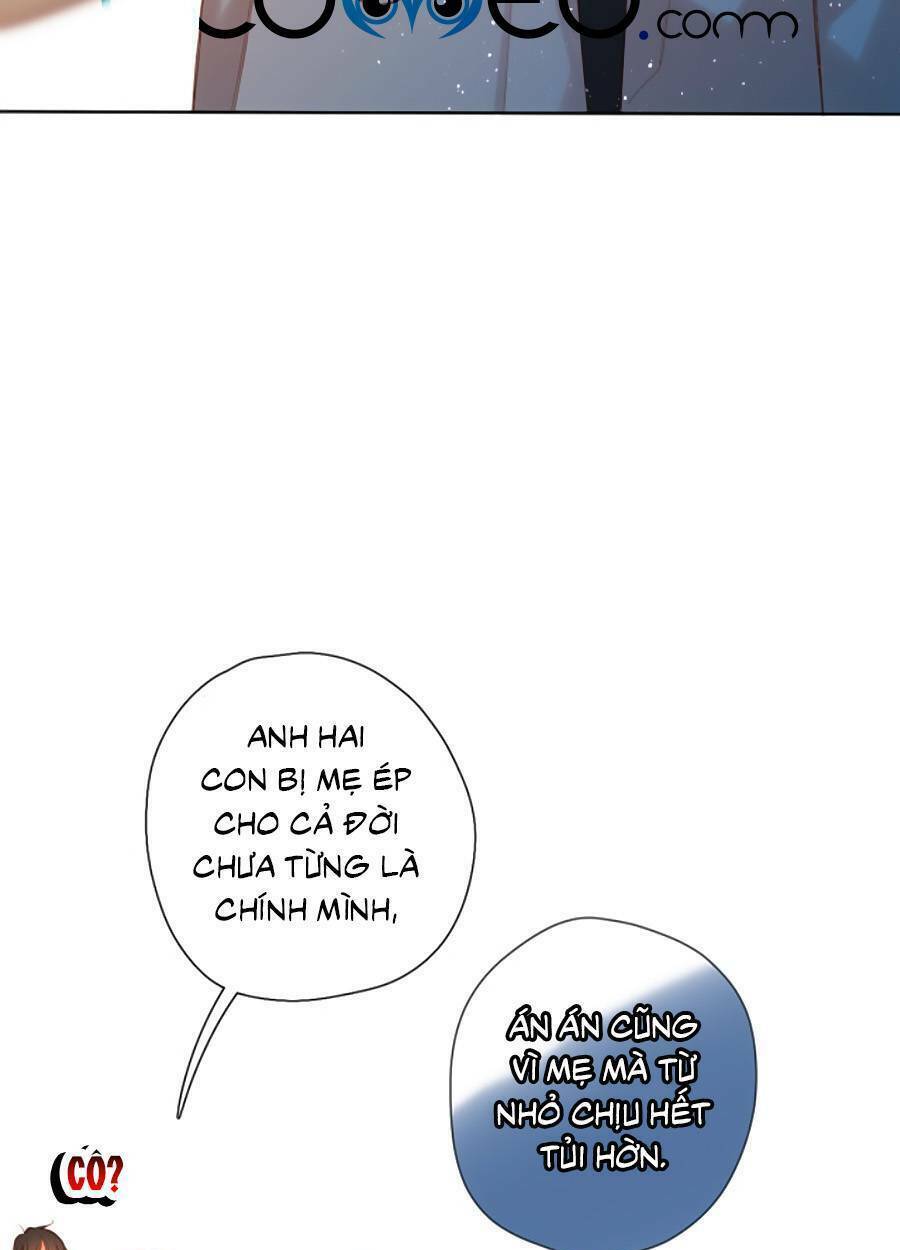 .com
ANH HAI
CON BỊ MẸ ÉP
CHO CẢ ĐỜI
CHƯA TỪNG LÀ
CHÍNH MÌNH,
ÁN ÁN CŨNG
VÌ MẸ MÀ TỪ
NHỎ CHỊU HẾT
TỦI HỜN.
CÔ?